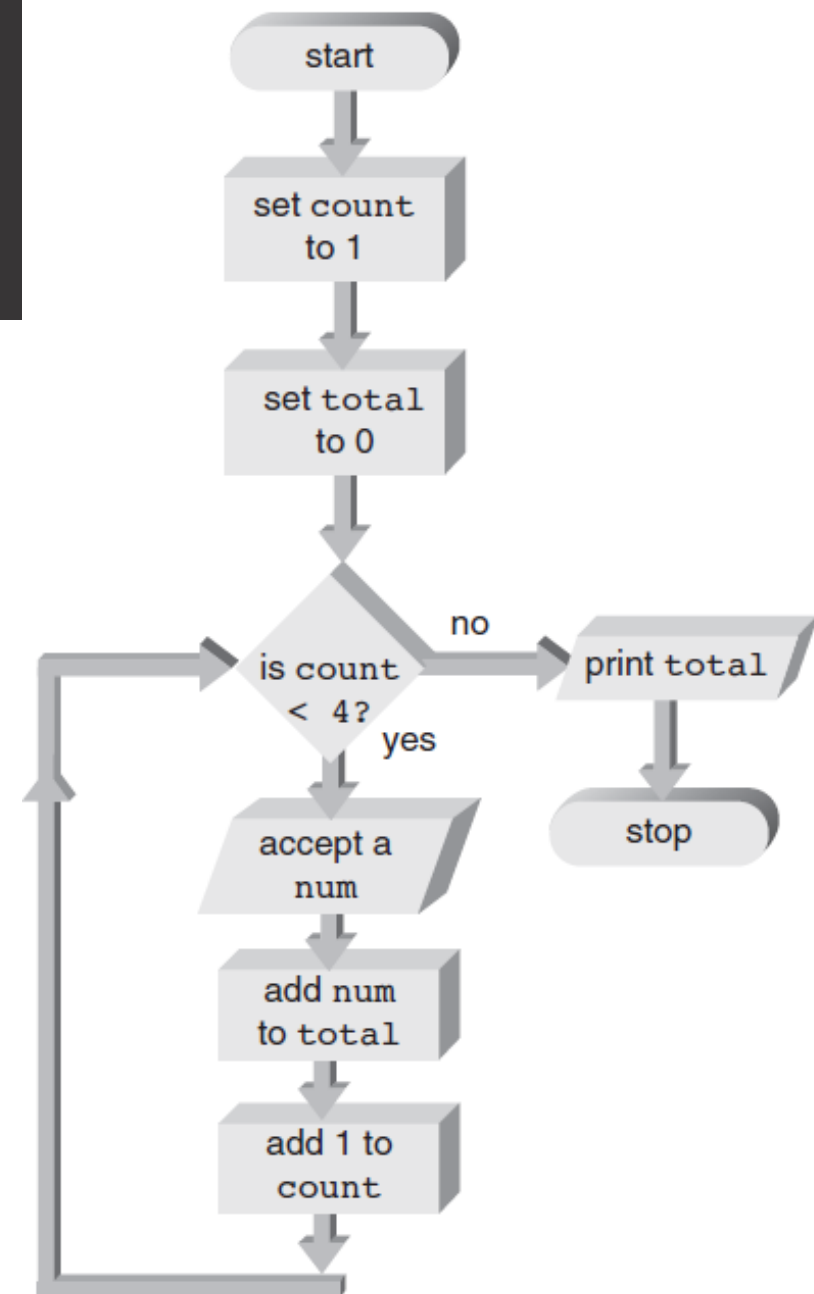 start
set count
to 1
set total
to 0
is count
< 4?
no
print total
stop
yes
accept a
num
add num
to total
add 1 to
count